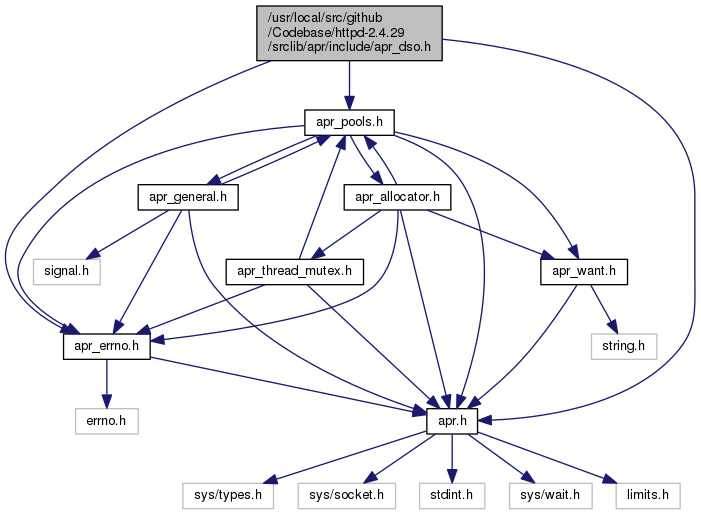 /usr/local/src/github
/Codebase/httpd-2.4.29
/srclib/apr/include/apr_dso.h
apr_pools.h
apr_general.h
apr_allocator.h
signal.h
apr_thread_mutex.h
apr_want.h
apr_errno.h
string.h
errno.h
apr.h
sys/types.h
sys/socket.h
stdint.h
sys/wait.h
limits.h